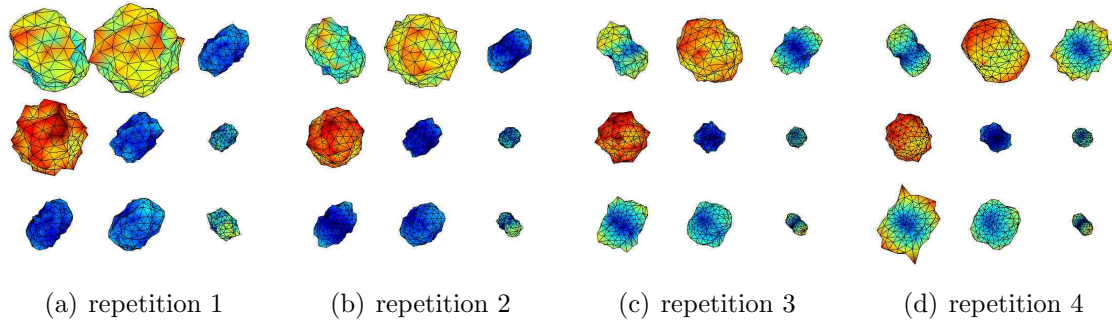 (a) repetition 1
(b) repetition 2
(c) repetition 3
(d) repetition 4